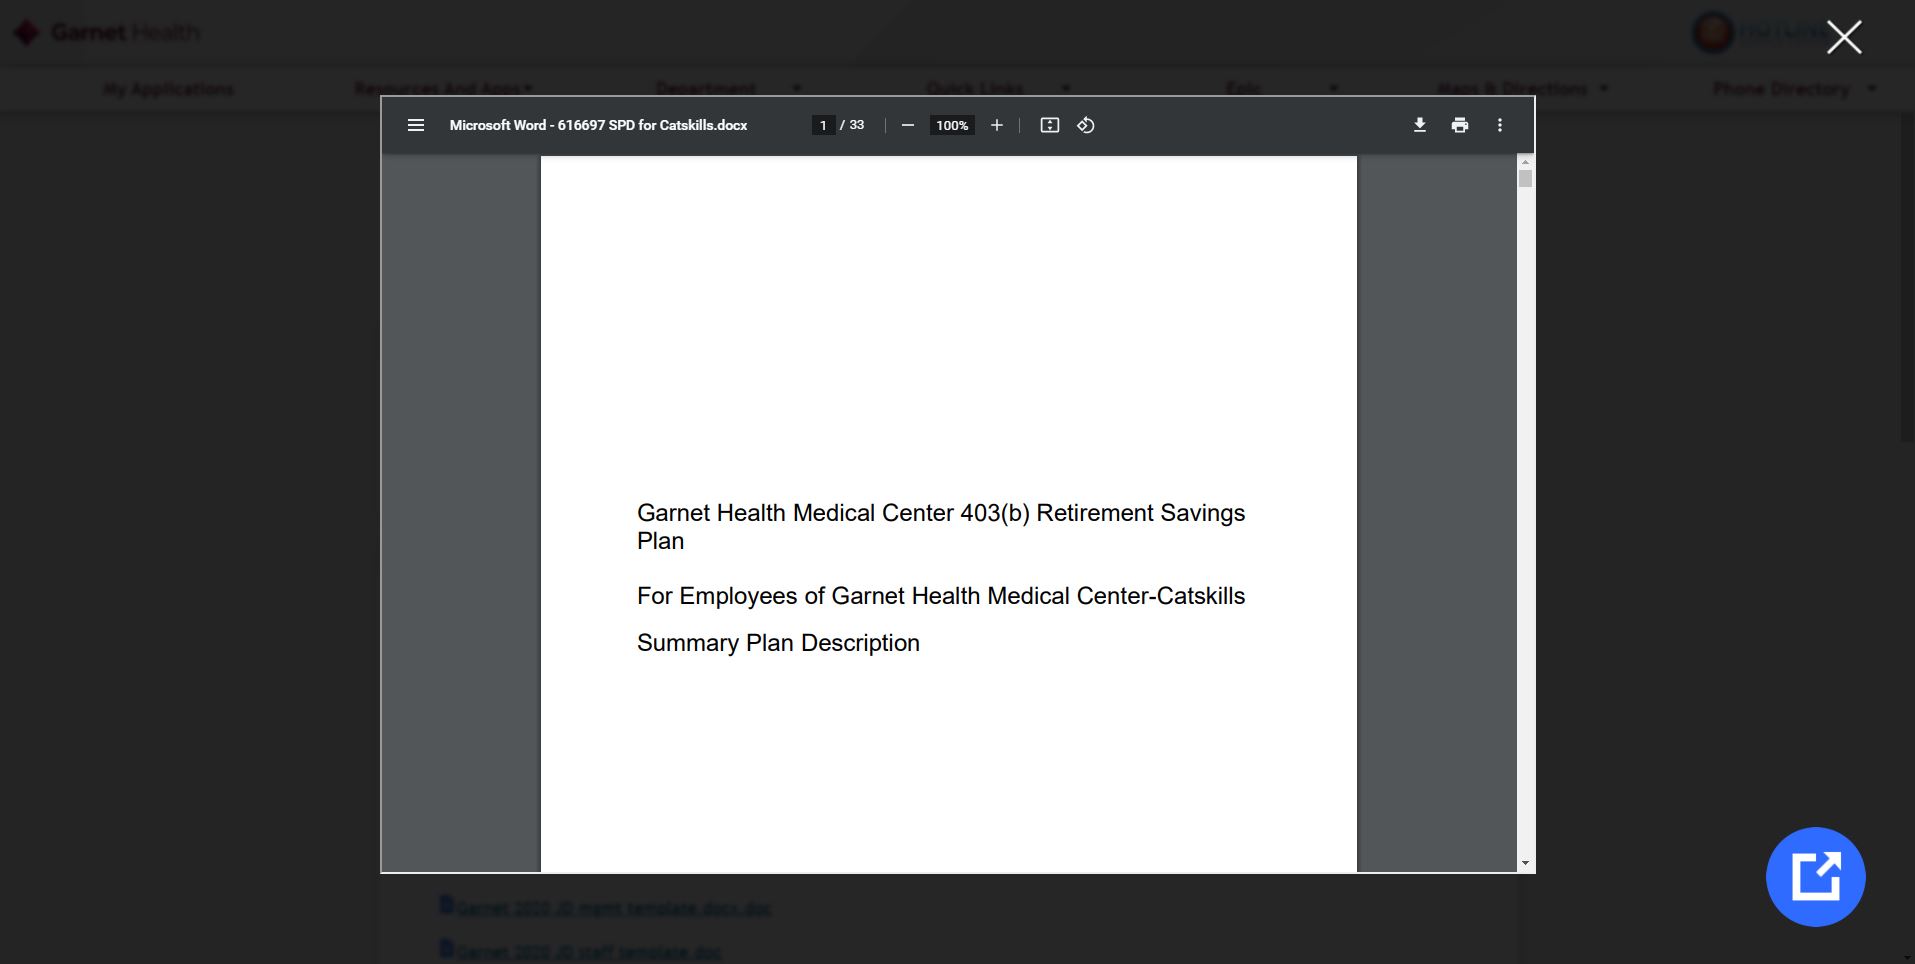 Garnet Health
HOTLINE
My Applications
Resources And Apps
Department
Quick Links
Epic
Maps & Directions
Phone Directory
Microsoft Word - 616697 SPD for Catskills.docx
1 / 33
100%
Garnet Health Medical Center 403(b) Retirement Savings
Plan
For Employees of Garnet Health Medical Center-Catskills
Summary Plan Description
Garnet 2020 JD mgmt template.docx.doc
Garnet 2020 JD staff template.doc